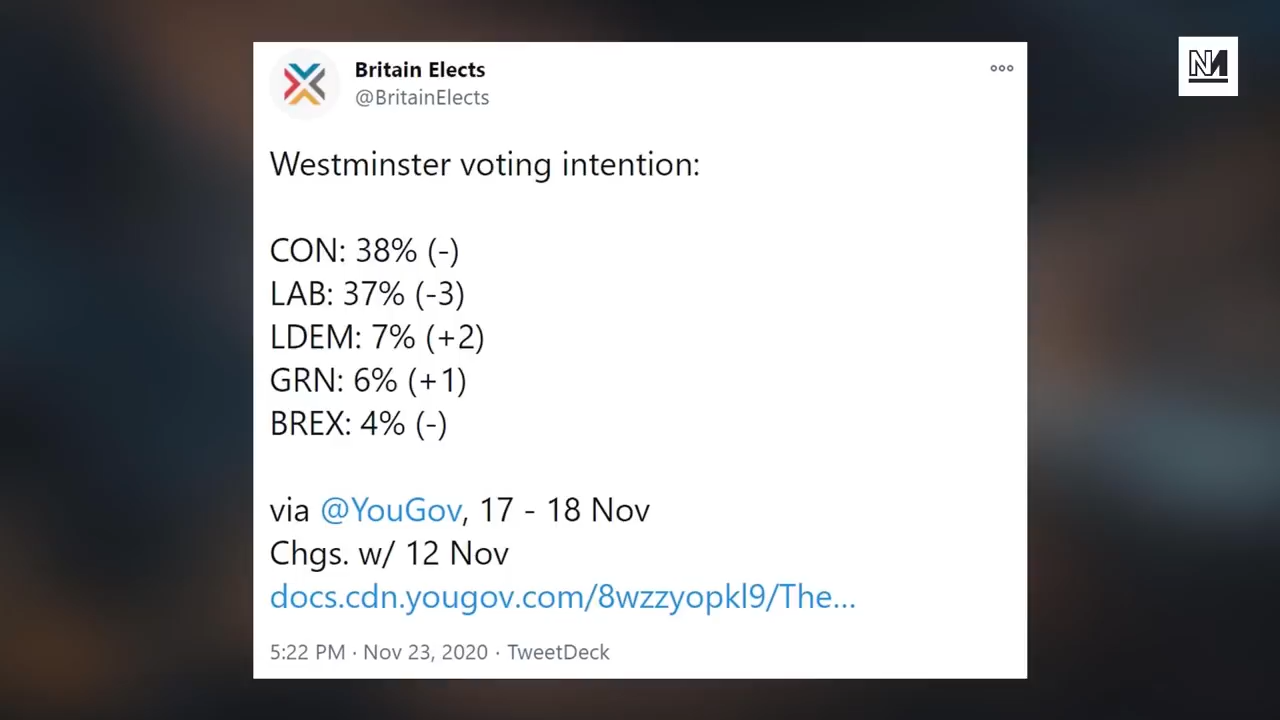 Britain Elects
@BritainElects
Westminster voting intention:
CON: 38% (-)
LAB: 37% (-3)
LDEM: 7% (+2)
GRN: 6% (+1)
BREX: 4% (-)
via @YouGov, 17 - 18 Nov
Chgs. w/ 12 Nov
docs.cdn.yougov.com/8wzzyopkl9/The...
5:22 PM · Nov 23, 2020 · TweetDeck
NM